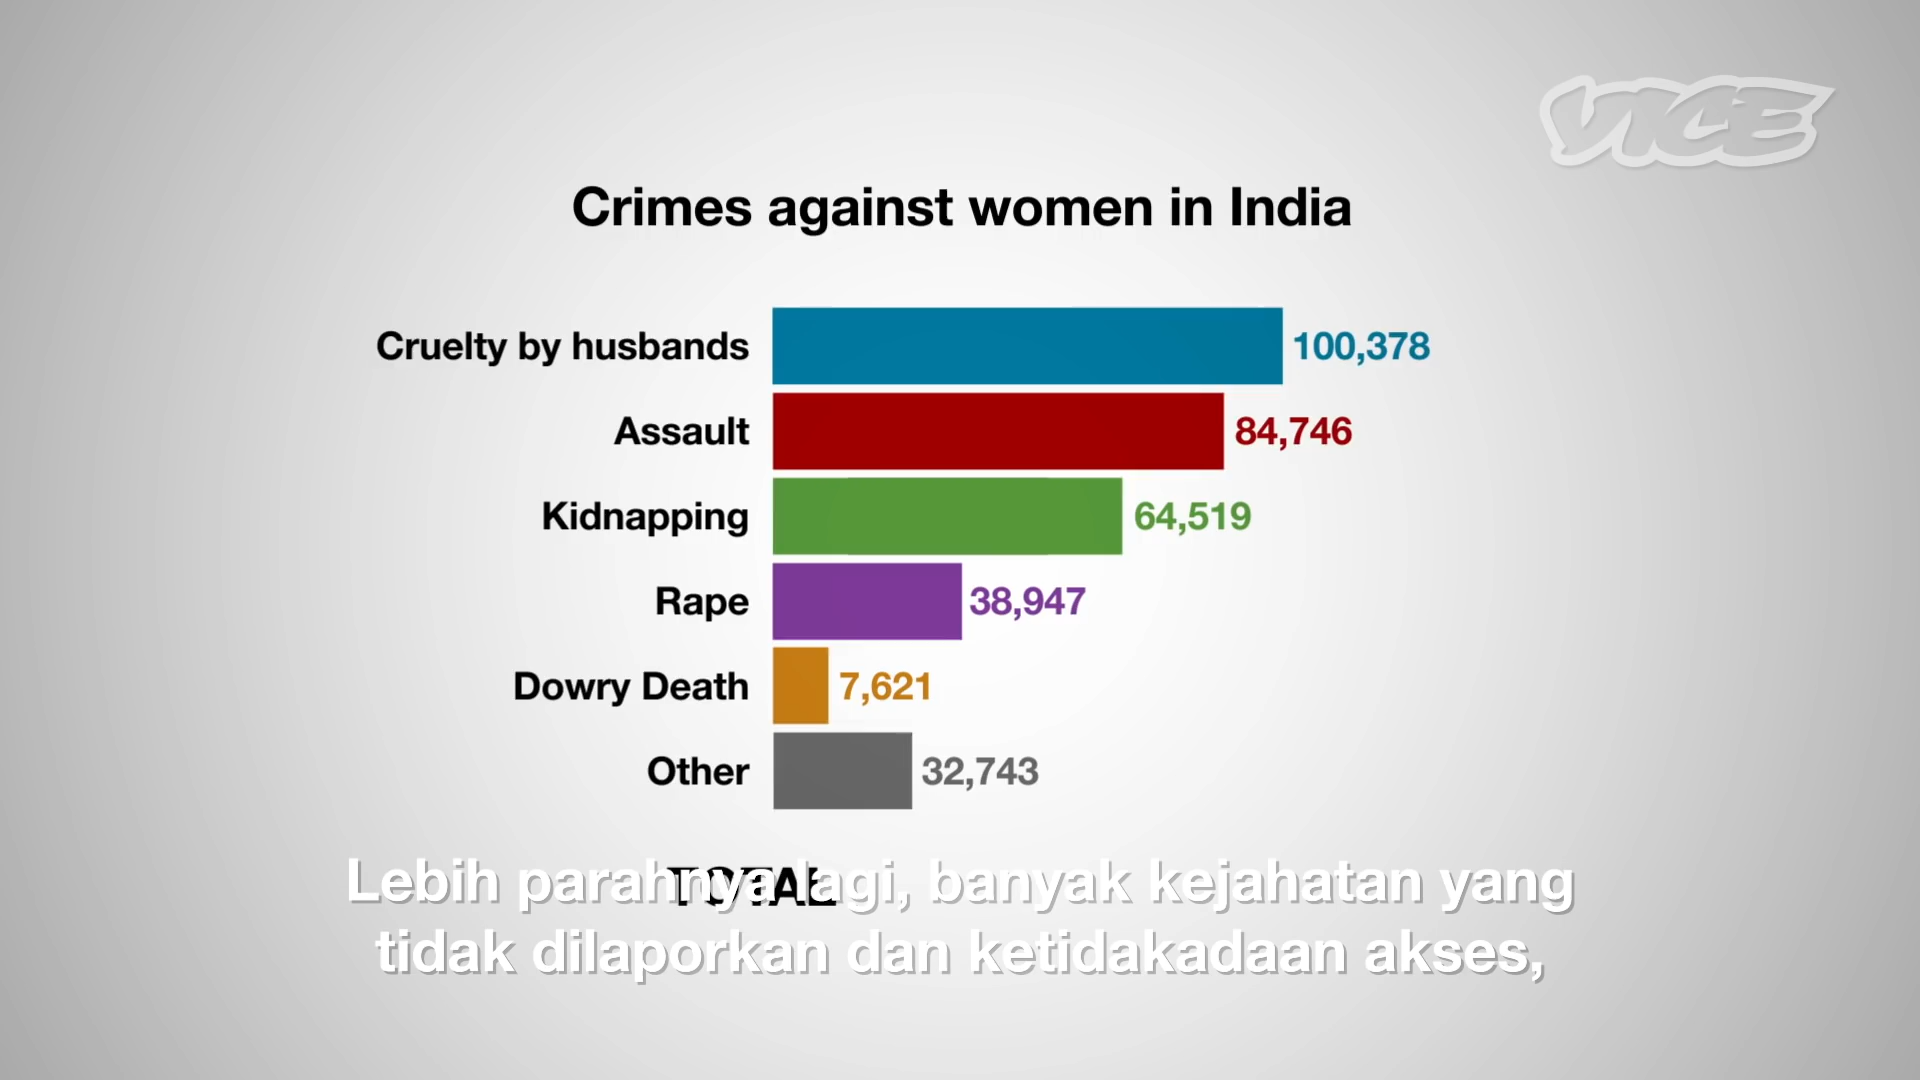 VICE
Crimes against women in India
Cruelty by husbands 100,378
Assault 84,746
Kidnapping 64,519
Rape 38,947
Dowry Death 7,621
Other 32,743
TOTAL
Lebih parahnya lagi, banyak kejahatan yang
tidak dilaporkan dan ketidakadaan akses,